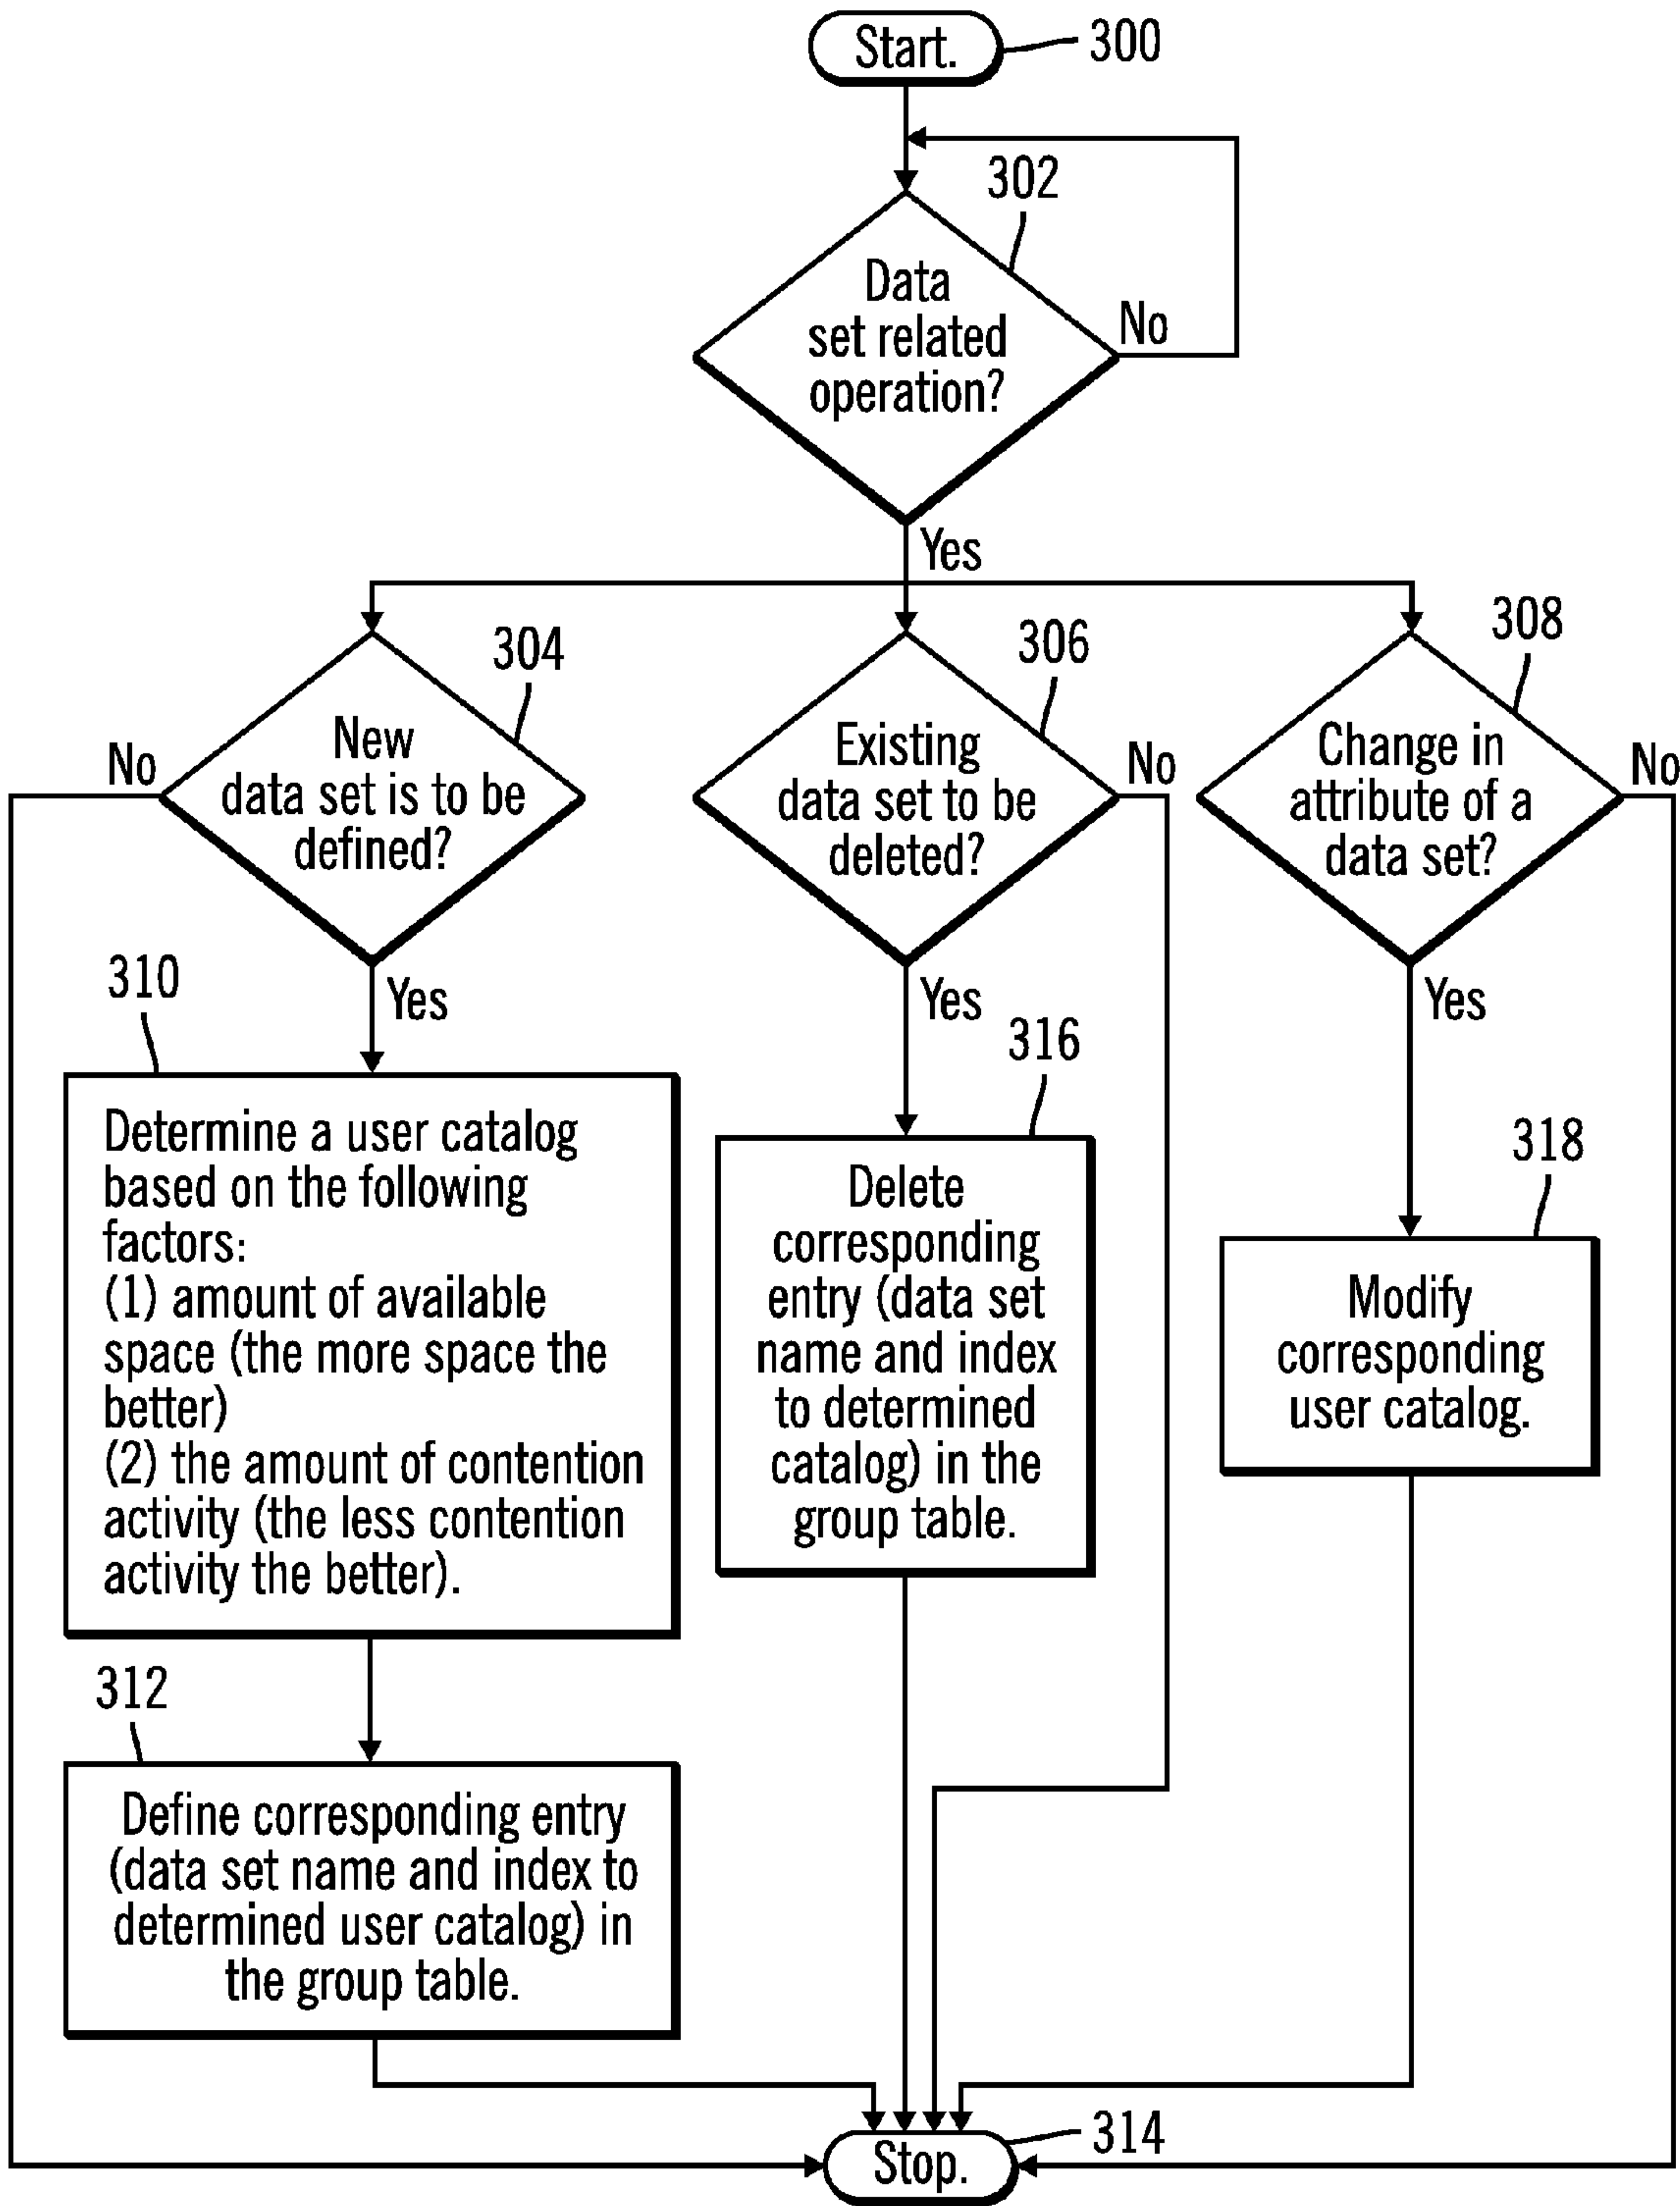 Start.
300
302
Data
set related
operation?
No
Yes
304
New
data set is to be
defined?
No
Yes
306
Existing
data set to be
deleted?
No
Yes
308
Change in
attribute of a
data set?
No
Yes
310
Determine a user catalog
based on the following
factors:
(1) amount of available
space (the more space the
better)
(2) the amount of contention
activity (the less contention
activity the better).
316
Delete
corresponding
entry (data set
name and index
to determined
catalog) in the
group table.
318
Modify
corresponding
user catalog.
312
Define corresponding entry
(data set name and index to
determined user catalog) in
the group table.
314
Stop.